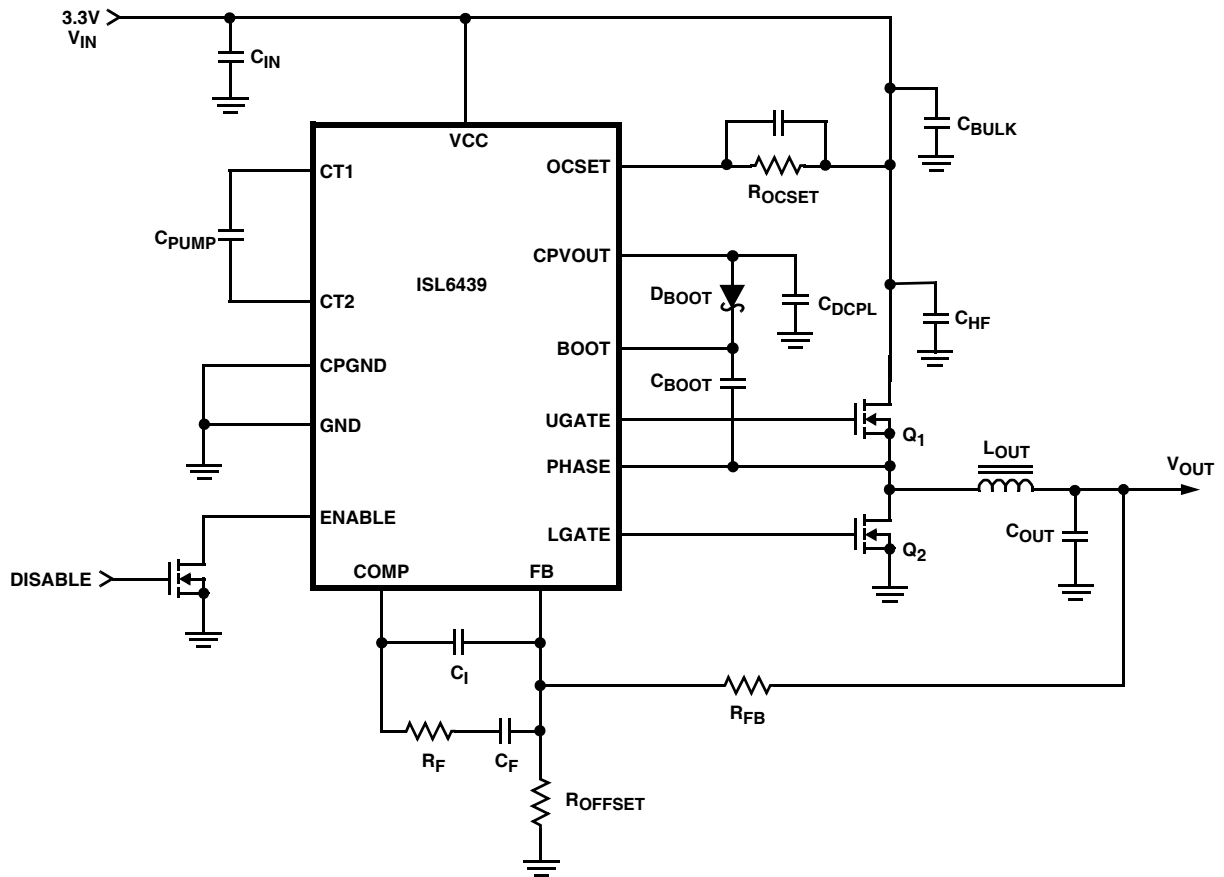 3.3V
VIN
CIN
VCC
CBULK
CT1
OCSET
ROCSET
CPUMP
CPVOUT
ISL6439
DBOOT
CDCPL
CT2
CHF
BOOT
CPGND
CBOOT
UGATE
GND
Q1
LOUT
PHASE
VOUT
ENABLE
LGATE
COUT
Q2
DISABLE
COMP
FB
CI
RFB
RF
CF
ROFFSET